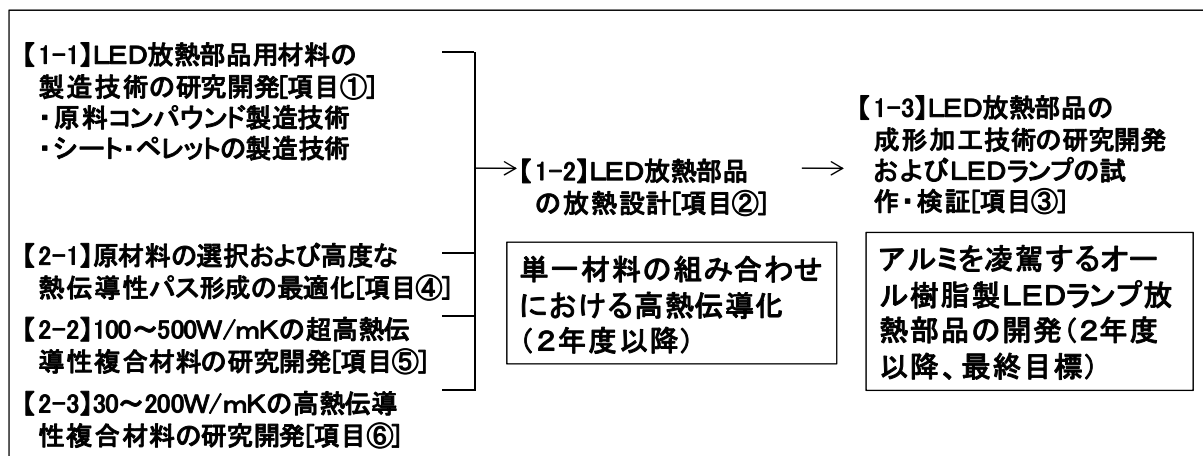 【1-1】LED放熱部品用材料の
製造技術の研究開発[項目①]
・原料コンパウンド製造技術
・シート・ペレットの製造技術
【2-1】原材料の選択および高度な
熱伝導性パス形成の最適化[項目④]
【2-2】100～500W/mKの超高熱伝
導性複合材料の研究開発[項目⑤]
【2-3】30～200W/mKの高熱伝導
性複合材料の研究開発[項目⑥]
【1-2】LED放熱部品
の放熱設計[項目②]
単一材料の組み合わせ
における高熱伝導化
(2年度以降)
【1-3】LED放熱部品の
成形加工技術の研究開発
およびLEDランプの試
作・検証[項目③]
アルミを凌駕するオー
ル樹脂製LEDランプ放
熱部品の開発(2年度
以降、最終目標)